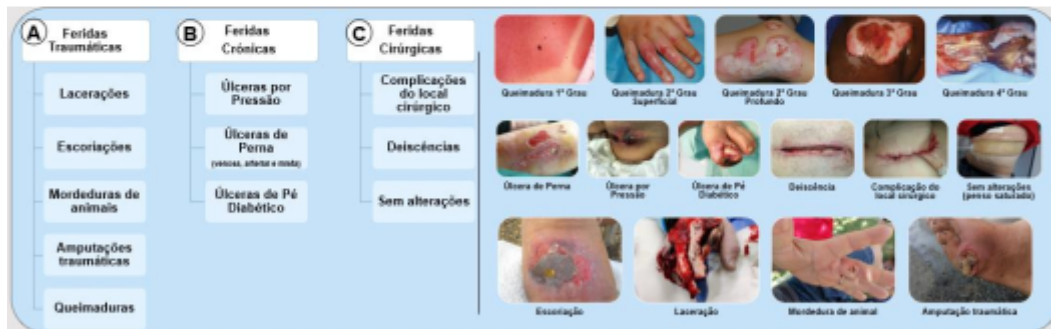 A
Feridas
Traumáticas
Lacerações
Escoriações
Mordeduras de
animais
Amputações
traumáticas
Queimaduras
B
Feridas
Crónicas
Úlceras por
Pressão
Úlceras de
Perna
(venosa, arterial e mista)
Úlceras de Pé
Diabético
C
Feridas
Cirúrgicas
Complicações
do local
cirúrgico
Deiscências
Sem alterações
Queimadura 1º Grau
Queimadura 2º Grau
Superficial
Queimadura 2º Grau
Profundo
Queimadura 3º Grau
Queimadura 4º Grau
Úlcera de Perna
Úlcera por
Pressão
Úlcera de Pé
Diabético
Deiscência
Complicação do
local cirúrgico
Sem alterações
(penso saturado)
Escoriação
Laceração
Mordedura de animal
Amputação traumática